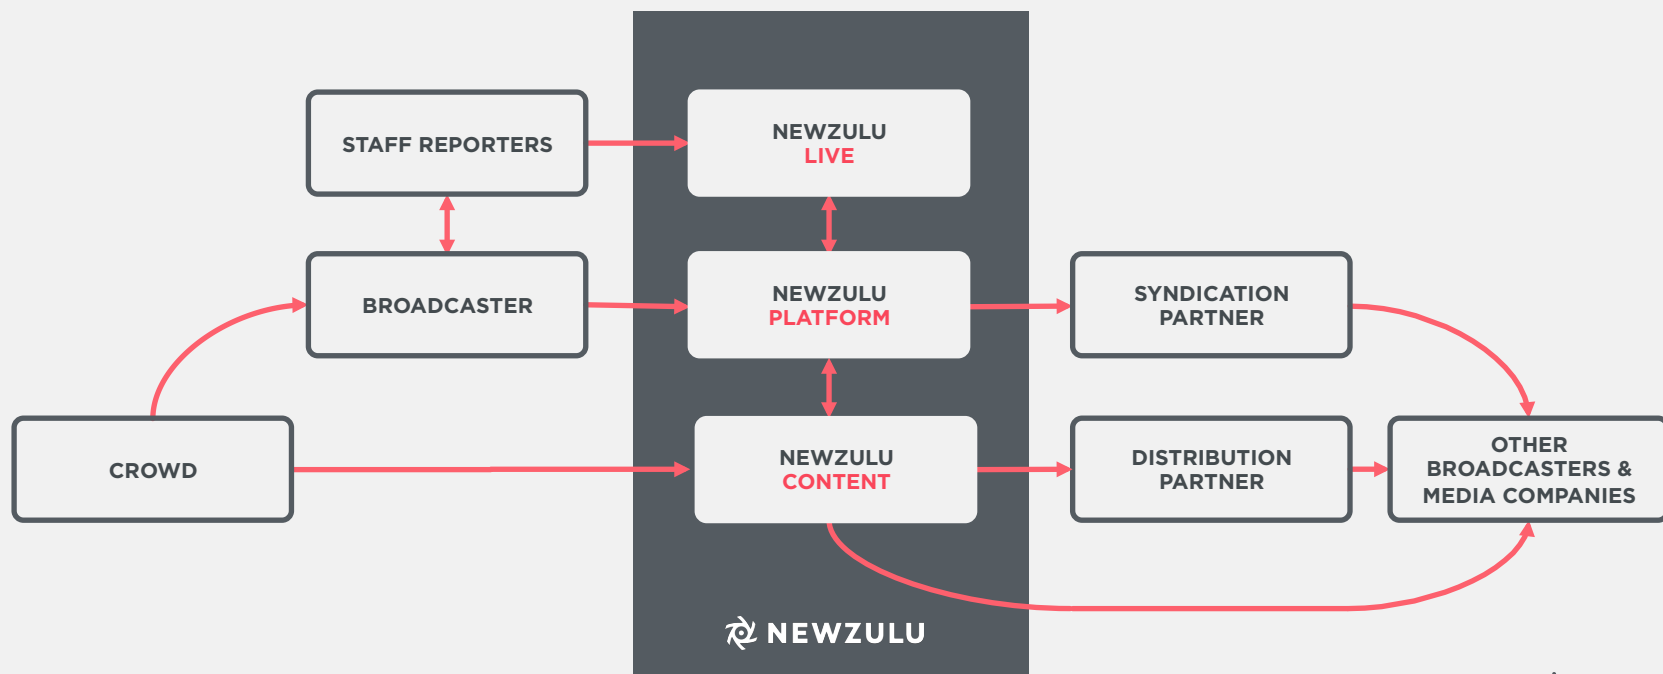 STAFF REPORTERS
NEWZULU
LIVE
BROADCASTER
NEWZULU
PLATFORM
SYNDICATION
PARTNER
CROWD
NEWZULU
CONTENT
DISTRIBUTION
PARTNER
OTHER
BROADCASTERS &
MEDIA COMPANIES
NEWZULU